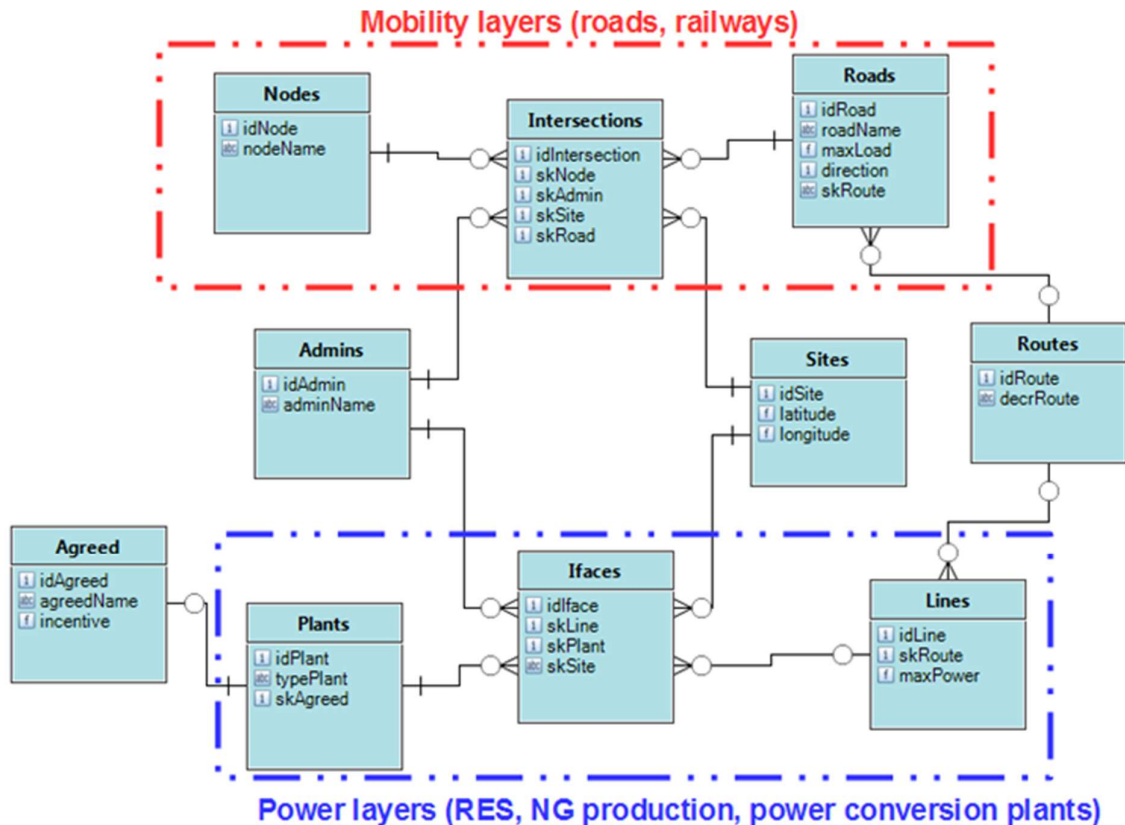 Mobility layers (roads, railways)
Nodes
idNode
nodeName
Intersections
idIntersection
skNode
skAdmin
skSite
skRoad
Roads
idRoad
roadName
maxLoad
direction
skRoute
Admins
idAdmin
adminName
Sites
idSite
latitude
longitude
Routes
idRoute
decrRoute
Agreed
idAgreed
agreedName
incentive
Plants
idPlant
typePlant
skAgreed
Ifaces
idIface
skLine
skPlant
skSite
Lines
idLine
skRoute
maxPower
Power layers (RES, NG production, power conversion plants)